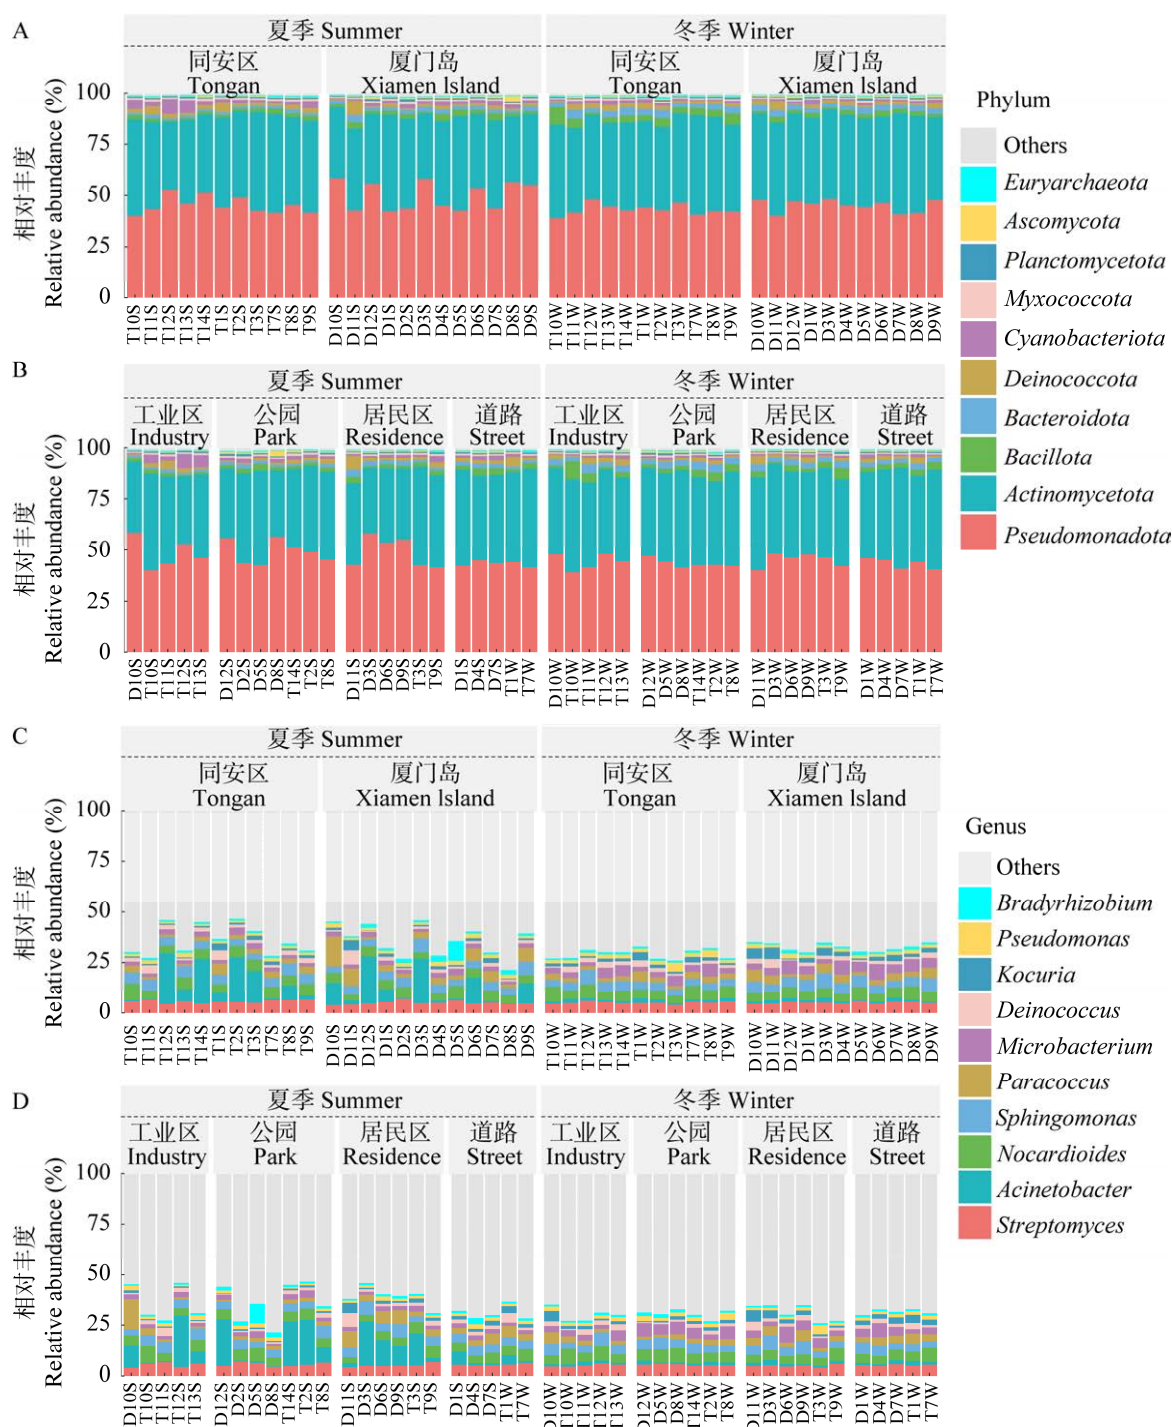 A
夏季 Summer
冬季 Winter
同安区
Tongan
厦门岛
Xiamen Island
同安区
Tongan
厦门岛
Xiamen Island
相对丰度
Relative abundance (%)
100
75
50
25
0
T10S T11S T12S T13S T14S T1S T2S T3S T7S T8S T9S
D10S D11S D12S D1S D2S D3S D4S D5S D6S D7S D8S D9S
T10W T11W T12W T13W T14W T1W T2W T3W T7W T8W T9W
D10W D11W D12W D1W D3W D4W D5W D6W D7W D8W D9W
Phylum
Others
Euryarchaeota
Ascomycota
Planctomycetota
Myxococcota
Cyanobacteriota
Deinococcota
Bacteroidota
Bacillota
Actinomycetota
Pseudomonadota
B
夏季 Summer
冬季 Winter
工业区
Industry
公园
Park
居民区
Residence
道路
Street
工业区
Industry
公园
Park
居民区
Residence
道路
Street
相对丰度
Relative abundance (%)
100
75
50
25
0
D10S T10S T11S T12S T13S
D12S D2S D5S D8S T14S T2S T8S
D11S D3S D6S D9S T3S T9S
D1S D4S D7S T1W T7W
D10W T10W T11W T12W T13W
D12W D5W D8W T14W T2W T8W
D11W D3W D6W D9W T3W T9W
D1W D4W D7W T1W T7W
C
夏季 Summer
冬季 Winter
同安区
Tongan
厦门岛
Xiamen Island
同安区
Tongan
厦门岛
Xiamen Island
相对丰度
Relative abundance (%)
100
75
50
25
0
T10S T11S T12S T13S T14S T1S T2S T3S T7S T8S T9S
D10S D11S D12S D1S D2S D3S D4S D5S D6S D7S D8S D9S
T10W T11W T12W T13W T14W T1W T2W T3W T7W T8W T9W
D10W D11W D12W D1W D3W D4W D5W D6W D7W D8W D9W
Genus
Others
Bradyrhizobium
Pseudomonas
Kocuria
Deinococcus
Microbacterium
Paracoccus
Sphingomonas
Nocardioides
Acinetobacter
Streptomyces
D
夏季 Summer
冬季 Winter
工业区
Industry
公园
Park
居民区
Residence
道路
Street
工业区
Industry
公园
Park
居民区
Residence
道路
Street
相对丰度
Relative abundance (%)
100
75
50
25
0
D10S T10S T11S T12S T13S
D12S D2S D5S D8S T14S T2S T8S
D11S D3S D6S D9S T3S T9S
D1S D4S D7S T1W T7W
D10W T10W T11W T12W T13W
D12W D5W D8W T14W T2W T8W
D11W D3W D6W D9W T3W T9W
D1W D4W D7W T1W T7W